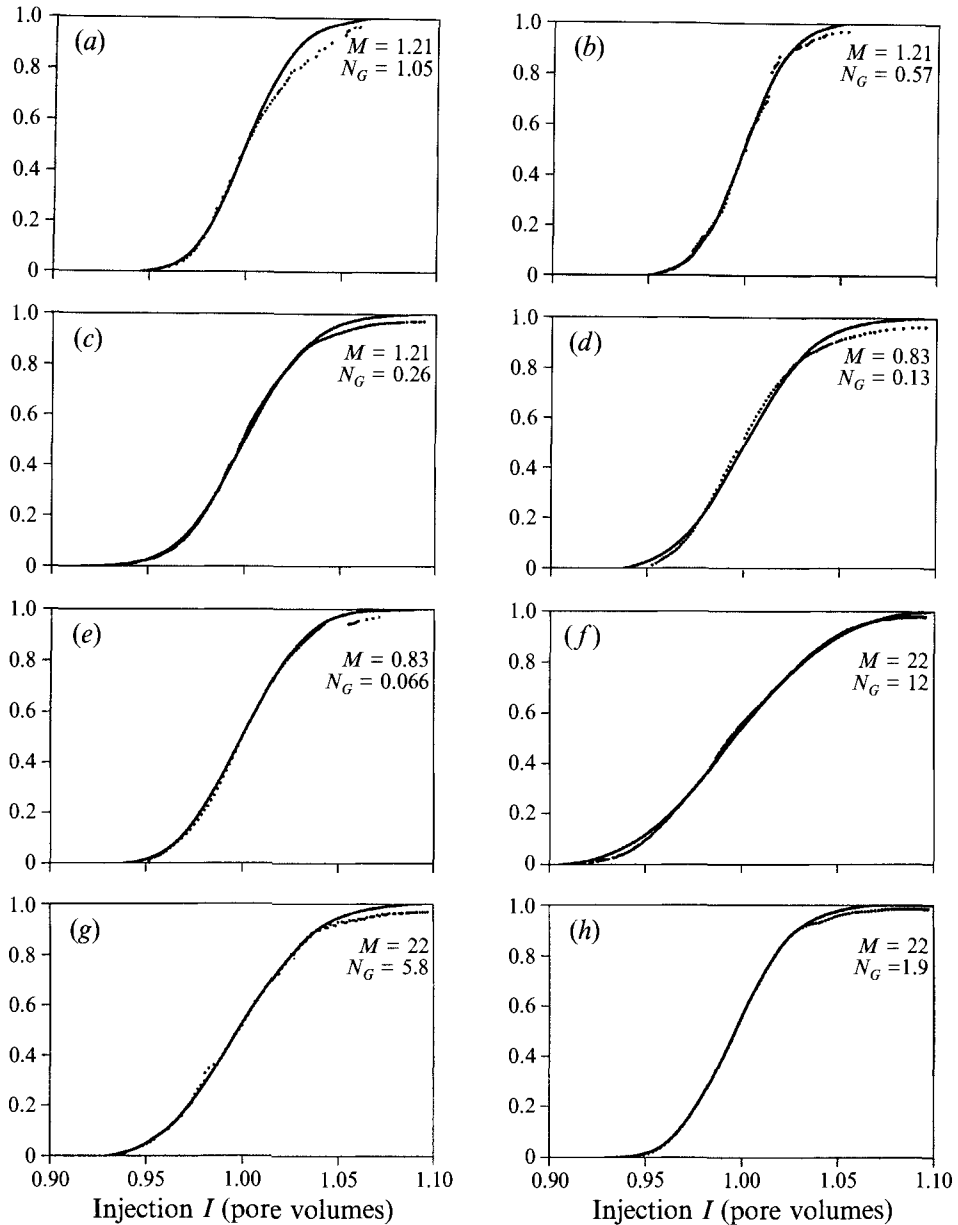 1.0
(a)
M = 1.21
N_G = 1.05
0.8
0.6
0.4
0.2
0
1.0
(b)
M = 1.21
N_G = 0.57
0.8
0.6
0.4
0.2
0
1.0
(c)
M = 1.21
N_G = 0.26
0.8
0.6
0.4
0.2
0
1.0
(d)
M = 0.83
N_G = 0.13
0.8
0.6
0.4
0.2
0
1.0
(e)
M = 0.83
N_G = 0.066
0.8
0.6
0.4
0.2
0
1.0
(f)
M = 22
N_G = 12
0.8
0.6
0.4
0.2
0
1.0
(g)
M = 22
N_G = 5.8
0.8
0.6
0.4
0.2
0
0.90 0.95 1.00 1.05 1.10
Injection I (pore volumes)
1.0
(h)
M = 22
N_G = 1.9
0.8
0.6
0.4
0.2
0
0.90 0.95 1.00 1.05 1.10
Injection I (pore volumes)